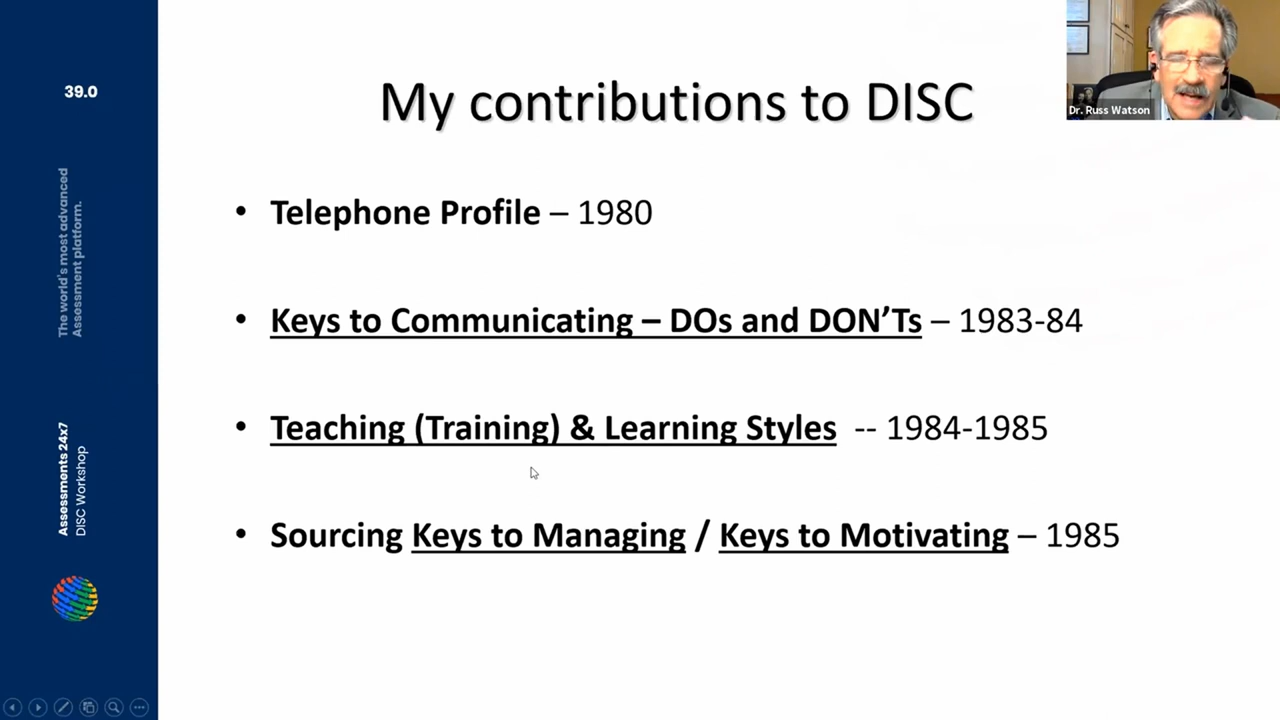 39.0
The world's most advanced
Assessment platform.
Assessments 24x7
DISC Workshop
My contributions to DISC
Dr. Russ Watson
• Telephone Profile – 1980
• Keys to Communicating – DOs and DON'Ts – 1983-84
• Teaching (Training) & Learning Styles -- 1984-1985
• Sourcing Keys to Managing / Keys to Motivating – 1985